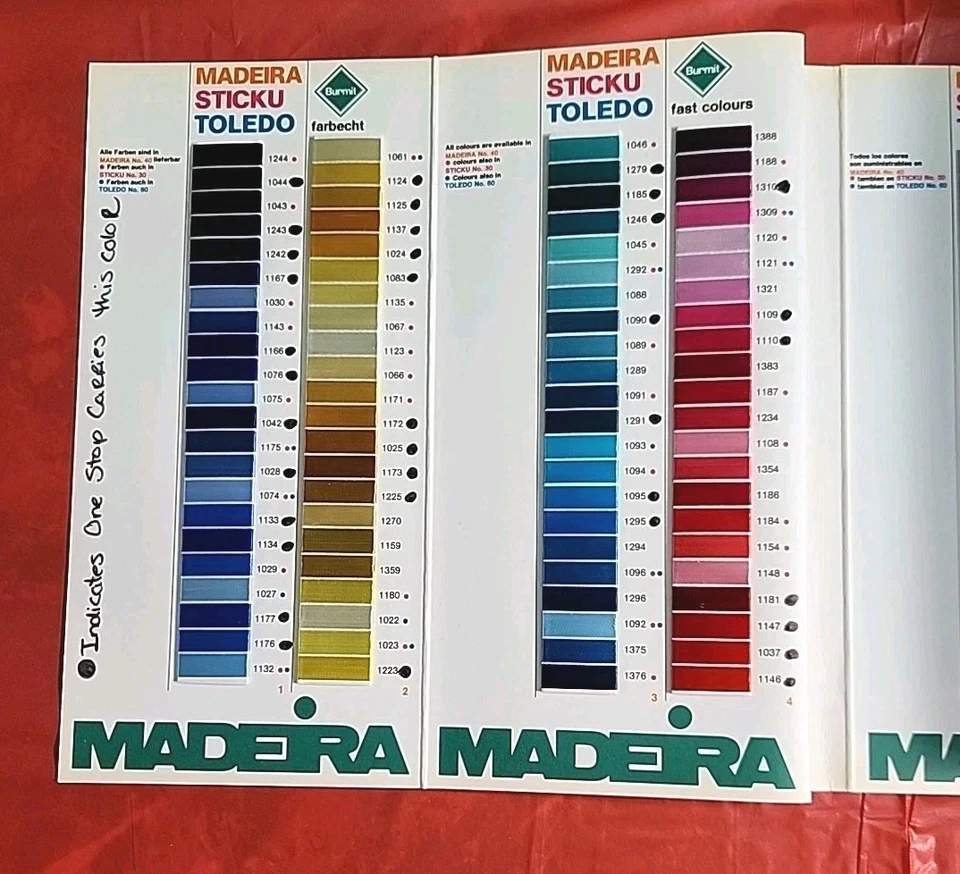 MADEIRA
STICKU
TOLEDO
Burmit
farbecht
Alle Farben sind in
MADEIRA No. 40 lieferbar
Farben auch in
STICKU No. 30
Farben auch in
TOLEDO No. 60
Indicates One Stop Carries this coloR
1244
1044
1043
1243
1242
1167
1030
1143
1166
1076
1075
1042
1175
1028
1074
1133
1134
1029
1027
1177
1176
1132
1
1061
1124
1125
1137
1024
1083
1135
1067
1123
1066
1171
1172
1025
1173
1225
1270
1159
1359
1180
1022
1023
1223
2
MADEIRA
MADEIRA
STICKU
TOLEDO
Burmit
fast colours
All colours are available in
MADEIRA No. 40
colours also in
STICKU No. 30
Colours also in
TOLEDO No. 60
1046
1279
1185
1246
1045
1292
1088
1090
1089
1289
1091
1291
1093
1094
1095
1295
1294
1096
1296
1092
1375
1376
3
1388
1188
1310
1309
1120
1121
1321
1109
1110
1383
1187
1234
1108
1354
1186
1184
1154
1148
1181
1147
1037
1146
4
MADEIRA
Todos los colores
son suministrables en
MADEIRA No. 40
tambien en STICKU No. 30
tambien en TOLEDO No. 60
MA